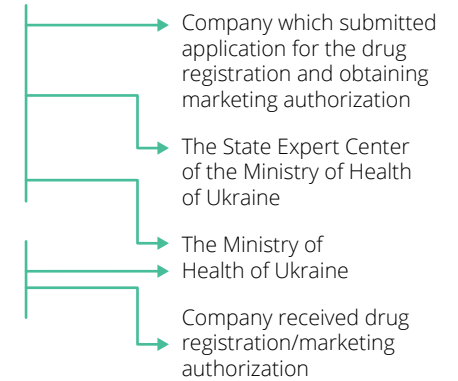 Company which submitted
application for the drug
registration and obtaining
marketing authorization
The State Expert Center
of the Ministry of Health
of Ukraine
The Ministry of
Health of Ukraine
Company received drug
registration/marketing
authorization